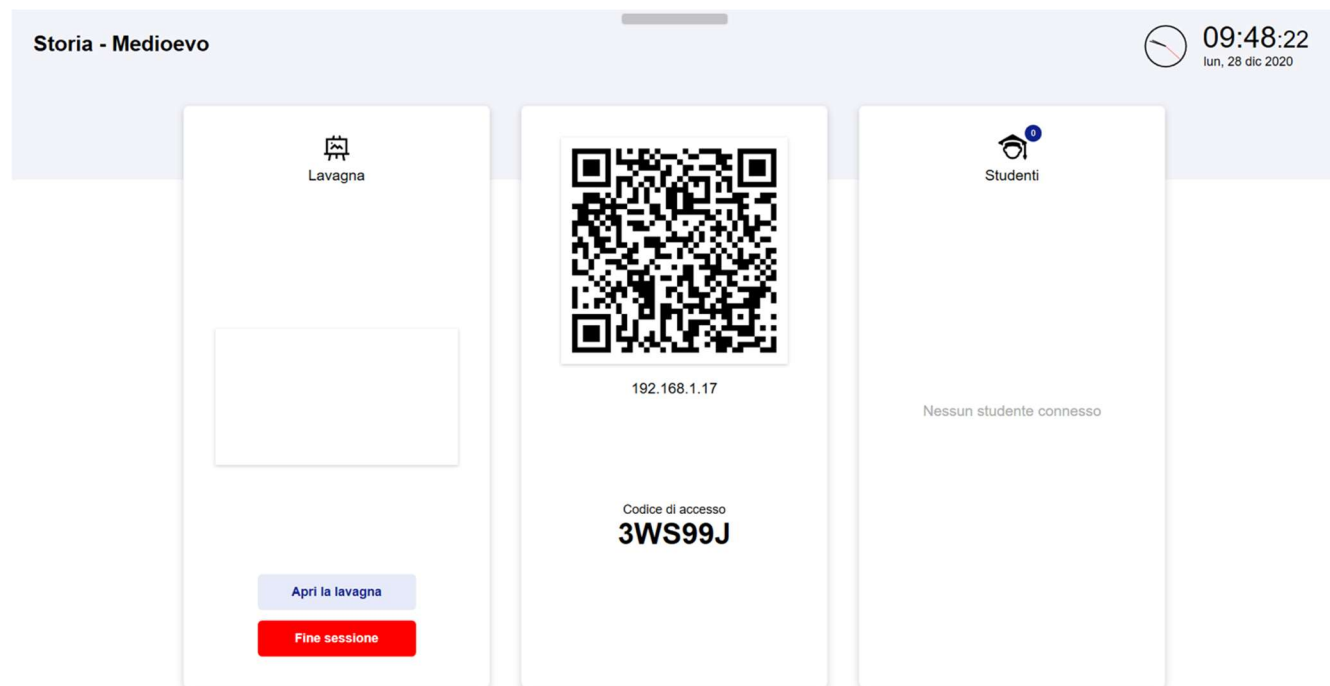 Storia - Medioevo
09:48:22
lun, 28 dic 2020
Lavagna
Apri la lavagna
Fine sessione
192.168.1.17
Codice di accesso
3WS99J
0
Studenti
Nessun studente connesso